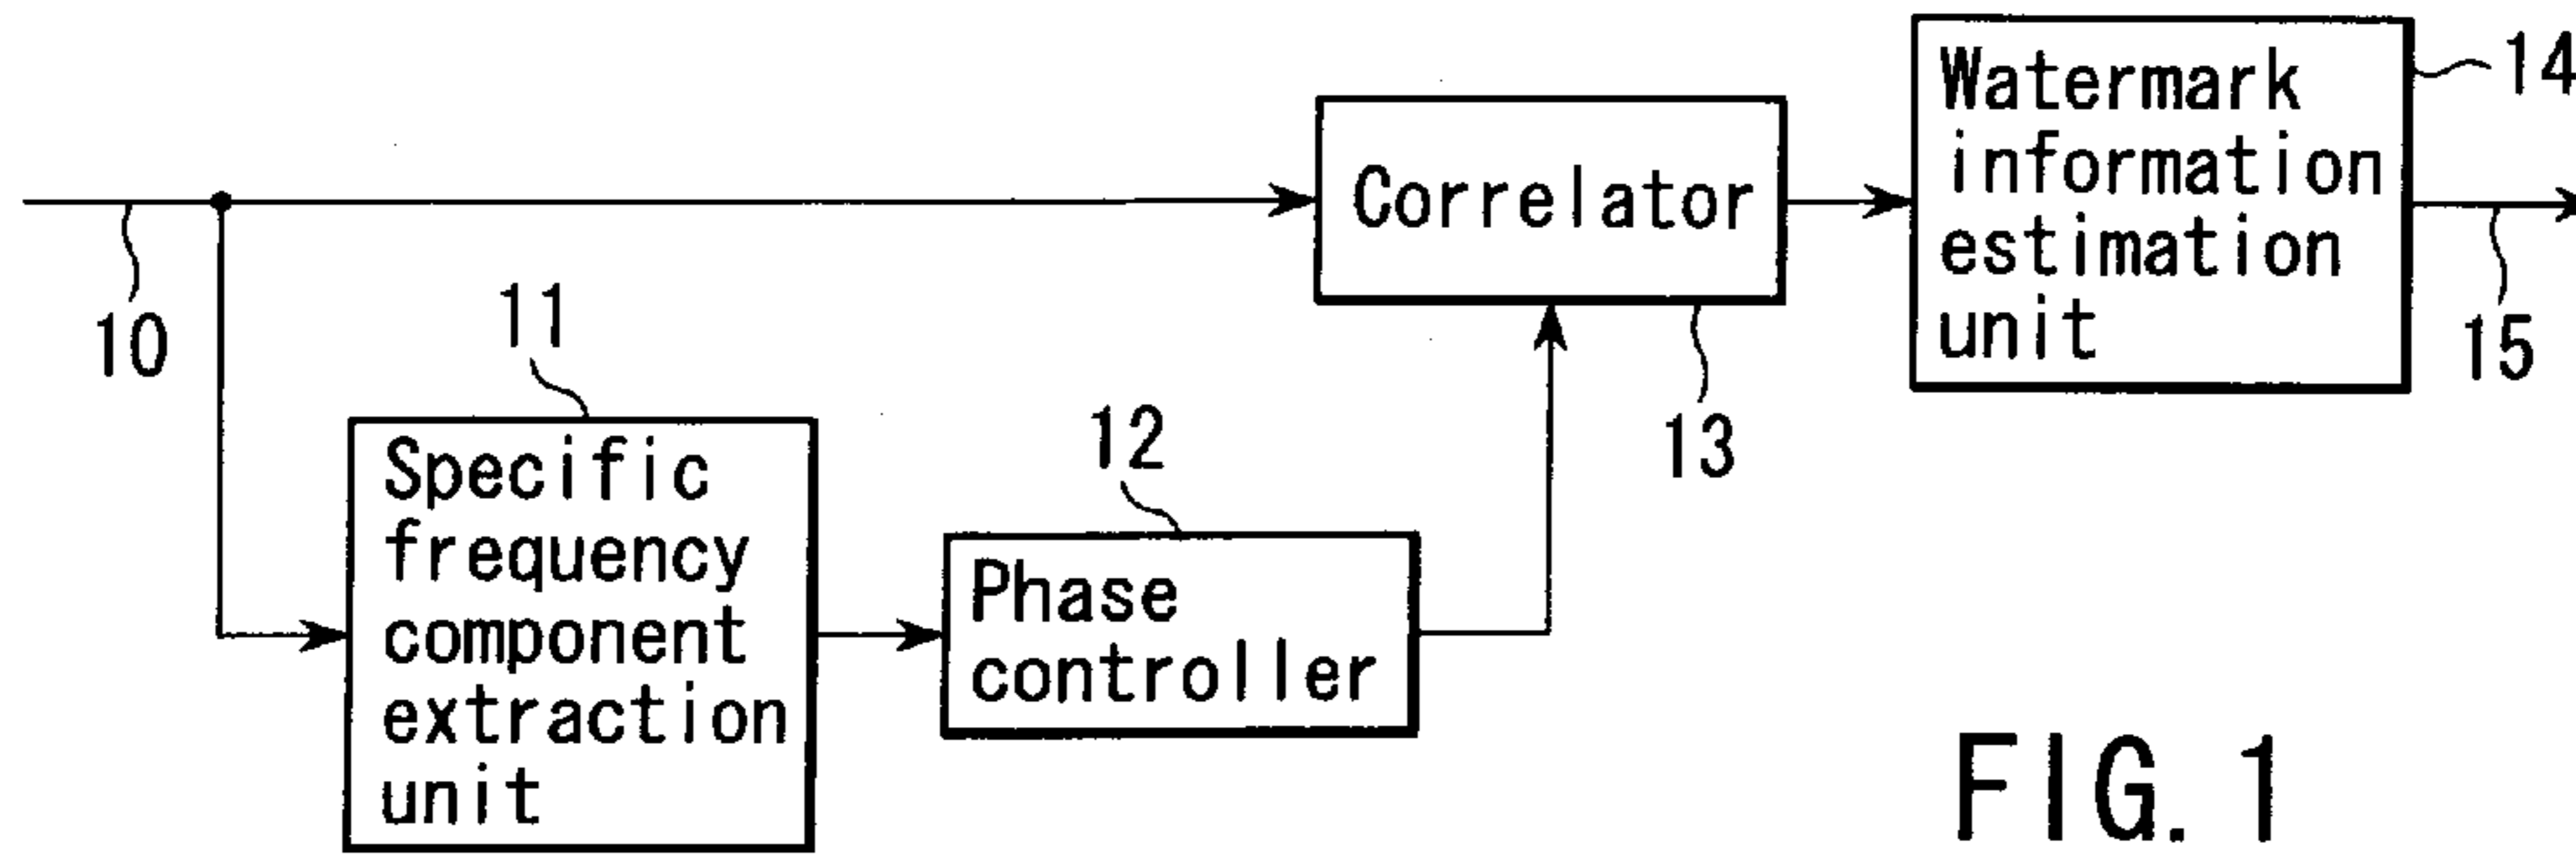 10
11
Specific
frequency
component
extraction
unit
12
Phase
controller
Correlator
13
Watermark
information
estimation
unit
14
15
FIG. 1